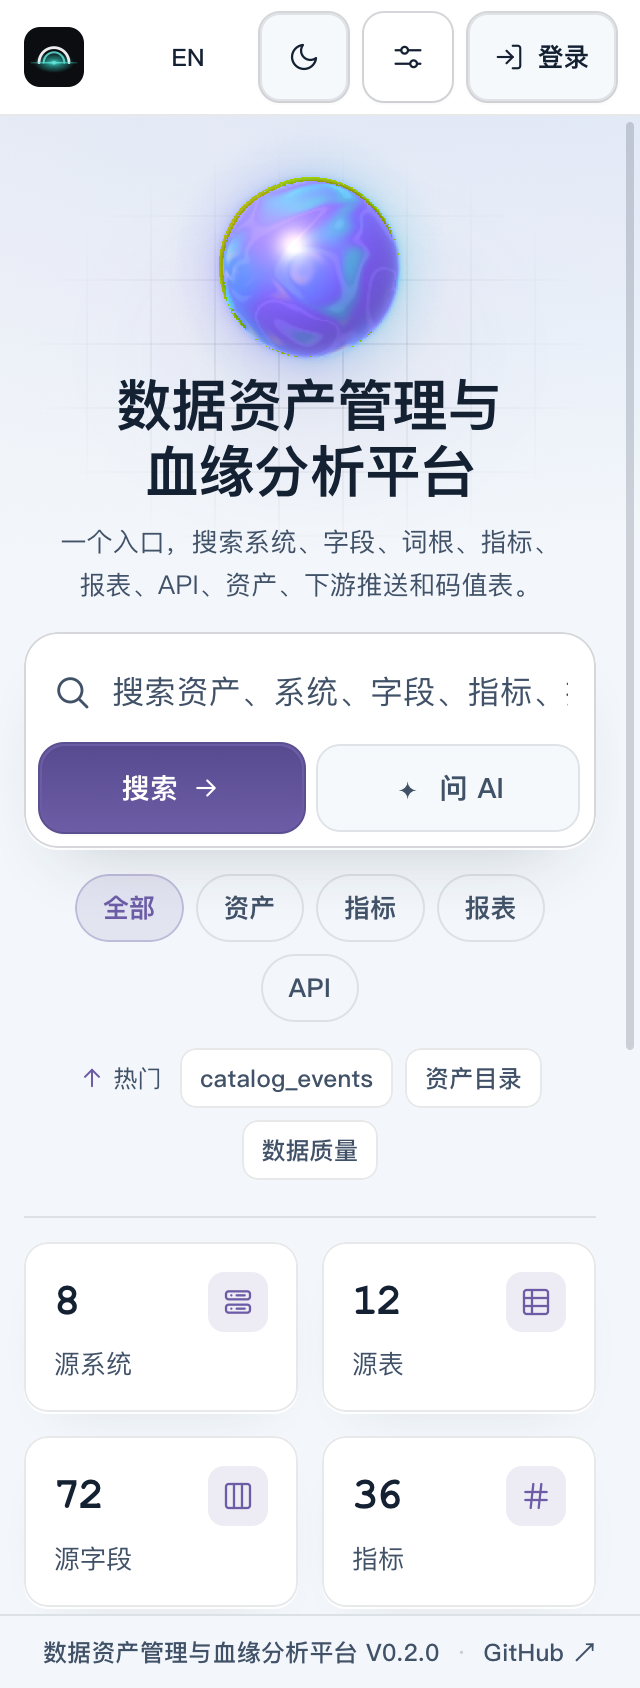 EN
登录
数据资产管理与
血缘分析平台
一个入口，搜索系统、字段、词根、指标、
报表、API、资产、下游推送和码值表。
搜索资产、系统、字段、指标、
搜索 →
✦ 问 AI
全部 资产 指标 报表
API
↑ 热门 catalog_events 资产目录
数据质量
8
源系统
12
源表
72
源字段
36
指标
数据资产管理与血缘分析平台 V0.2.0 · GitHub ↗